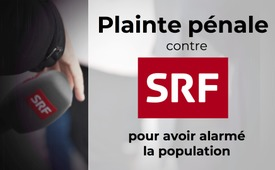 Plainte pénale
contre
SRF
pour avoir alarmé
la population
SRF